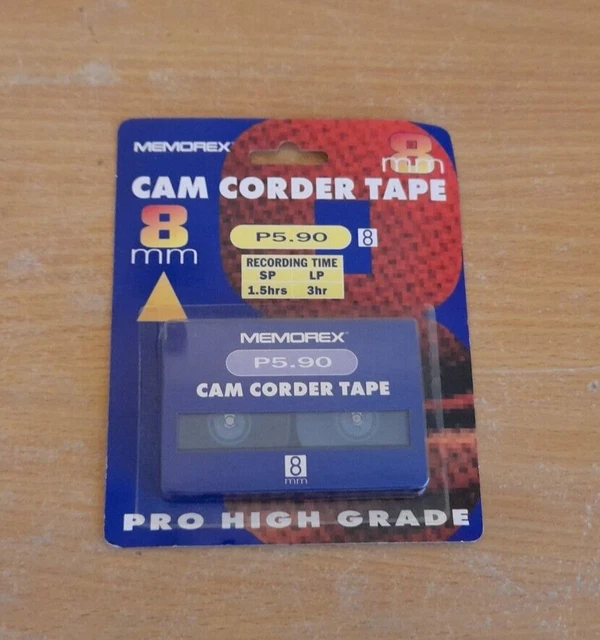 MEMOREX
8
mm
CAM CORDER TAPE
8
mm
P5.90 8
RECORDING TIME
SP LP
1.5hrs 3hr
MEMOREX™
P5.90
CAM CORDER TAPE
8
mm
PRO HIGH GRADE